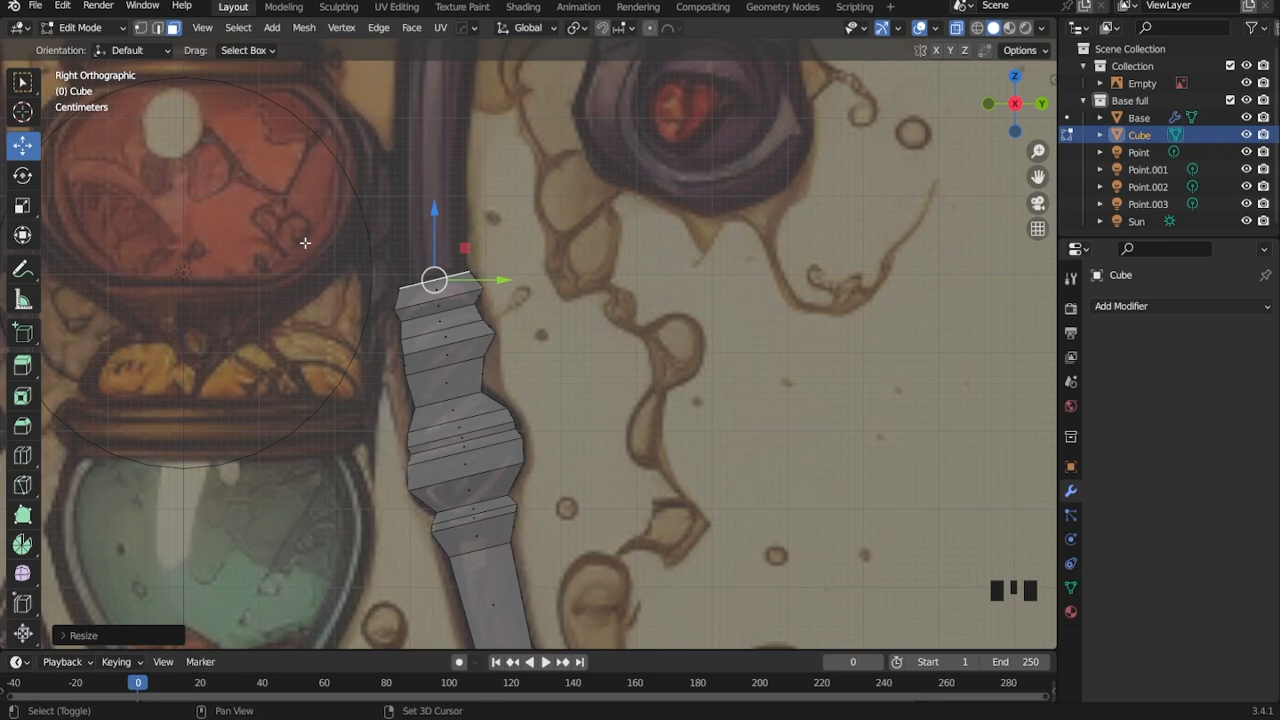 File Edit Render Window Help Layout Modeling Sculpting UV Editing Texture Paint Shading Animation Rendering Compositing Geometry Nodes Scripting + Scene ViewLayer
Edit Mode View Select Add Mesh Vertex Edge Face UV Global
Orientation: Default Drag: Select Box X Y Z Options
Right Orthographic
(0) Cube
Centimeters
Z
X
Y
Resize
Scene Collection
Collection
Empty
Base full
Base
Cube
Point
Point.001
Point.002
Point.003
Sun
Cube
Add Modifier
Playback Keying View Marker 0 Start 1 End 250
-40 -20 0 20 40 60 80 100 120 140 160 180 200 220 240 260 280
Select (Toggle) Pan View Set 3D Cursor 3.4.1